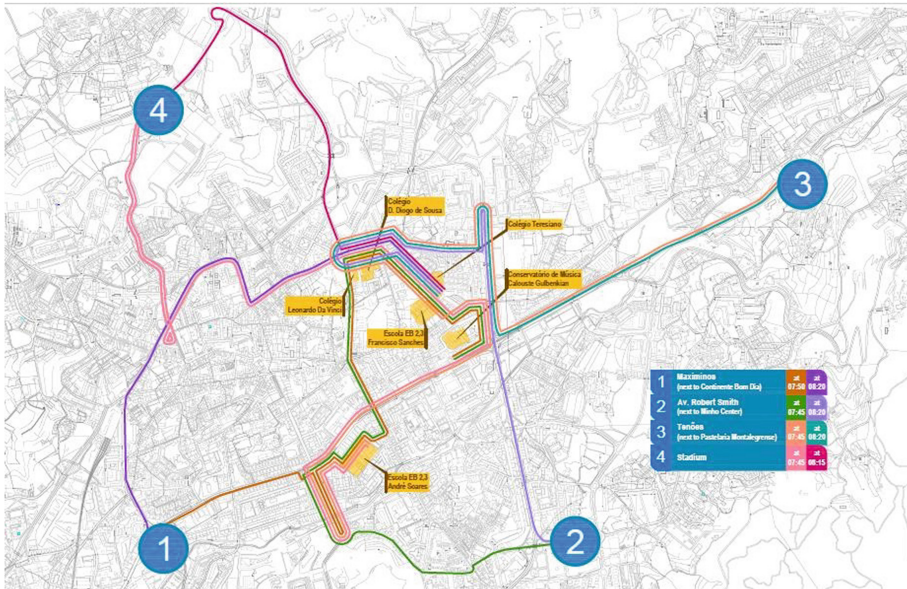 4
3
Colégio
D. Diogo de Sousa
Colégio Teresiano
Conservatório de Música
Calouste Gulbenkian
Colégio
Leonardo Da Vinci
Escola EB 2,3
Francisco Sanches
Escola EB 2,3
André Soares
1
2
1 Maximinos (next to Continente Bom Dia) at 07:50 at 08:20
2 Av. Robert Smith (next to Minho Center) at 07:45 at 08:20
3 Tenões (next to Pastelaria Montalegrense) at 07:45 at 08:20
4 Stadium at 07:45 at 08:15